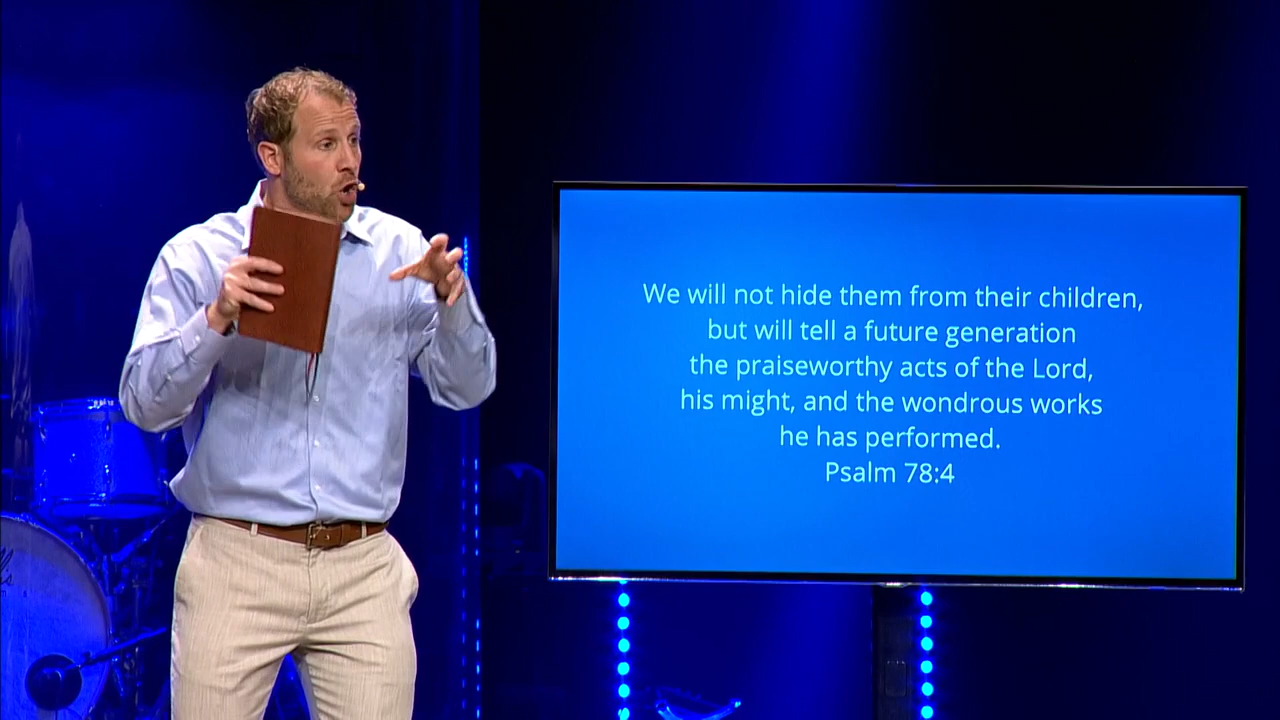 We will not hide them from their children,
but will tell a future generation
the praiseworthy acts of the Lord,
his might, and the wondrous works
he has performed.
Psalm 78:4